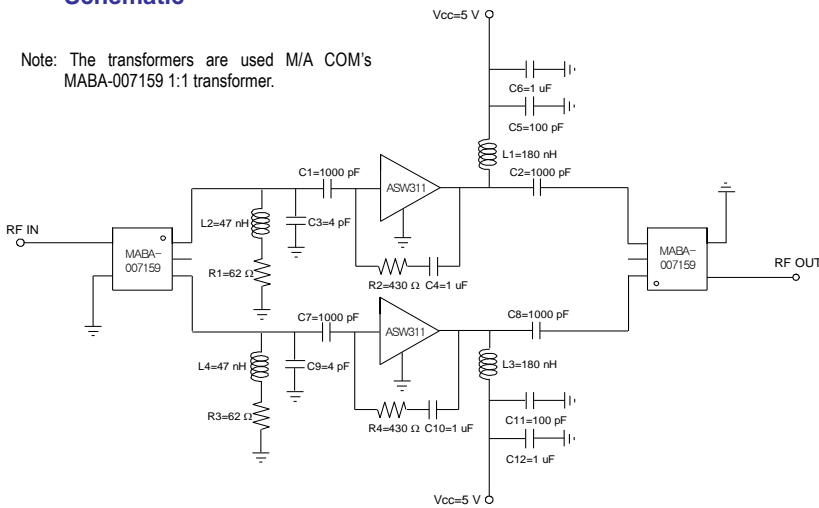 Schematic
Note: The transformers are used M/A COM's
MABA-007159 1:1 transformer.
Vcc=5 V
C6=1 uF
C5=100 pF
L1=180 nH
C1=1000 pF
ASW311
C2=1000 pF
RF IN
L2=47 nH
C3=4 pF
MABA-
007159
MABA-
007159
RF OUT
R1=62 Ω
R2=430 Ω C4=1 uF
C7=1000 pF
ASW311
C8=1000 pF
L4=47 nH
C9=4 pF
L3=180 nH
R3=62 Ω
R4=430 Ω C10=1 uF
C11=100 pF
C12=1 uF
Vcc=5 V